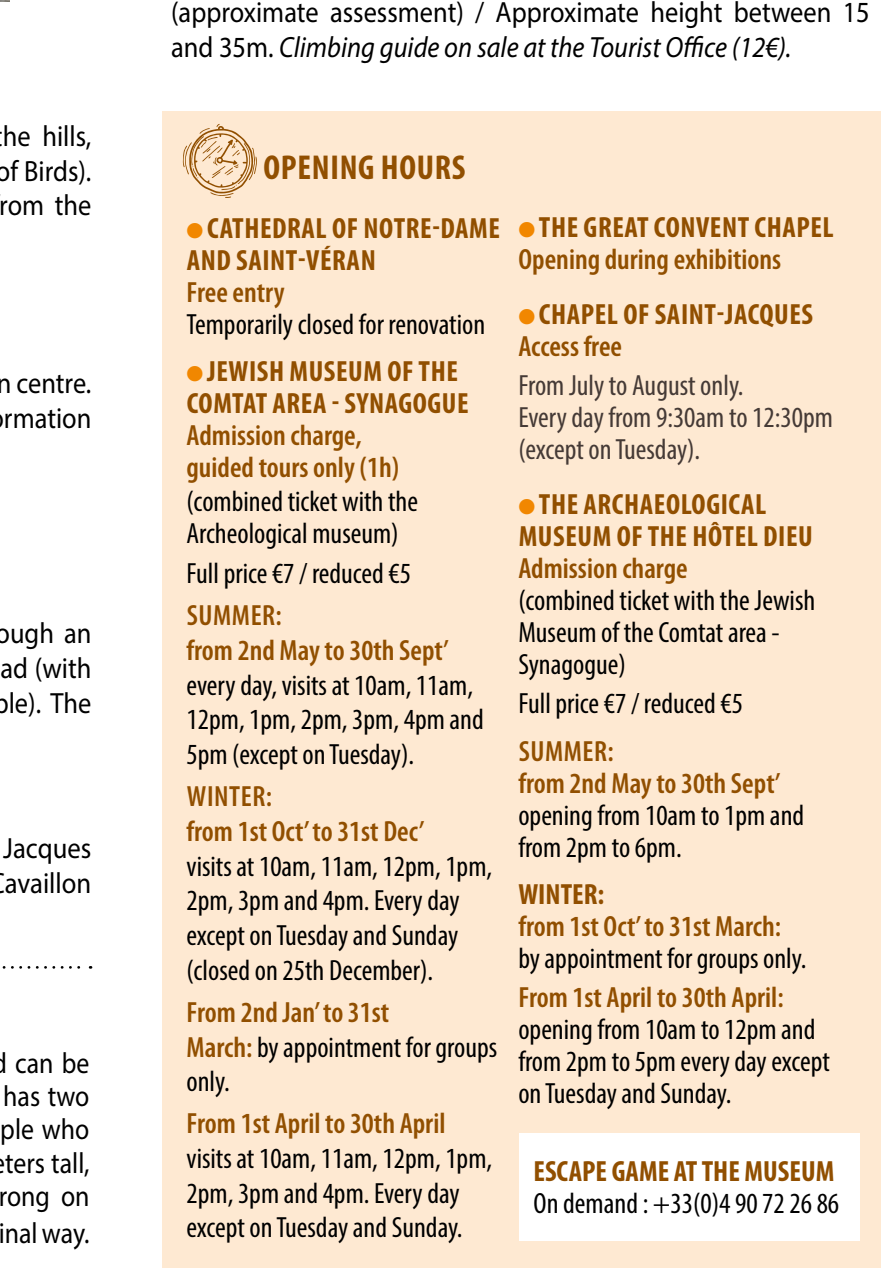 (approximate assessment) / Approximate height between 15
and 35m. Climbing guide on sale at the Tourist Office (12€).
the hills,
of Birds).
from the
n centre.
ormation
ough an
ad (with
ble). The
Jacques
Cavaillon
.......... .
d can be
has two
ple who
eters tall,
rong on
inal way.
OPENING HOURS
● CATHEDRAL OF NOTRE-DAME
AND SAINT-VÉRAN
Free entry
Temporarily closed for renovation
● JEWISH MUSEUM OF THE
COMTAT AREA - SYNAGOGUE
Admission charge,
guided tours only (1h)
(combined ticket with the
Archeological museum)
Full price €7 / reduced €5
SUMMER:
from 2nd May to 30th Sept’
every day, visits at 10am, 11am,
12pm, 1pm, 2pm, 3pm, 4pm and
5pm (except on Tuesday).
WINTER:
from 1st Oct’ to 31st Dec’
visits at 10am, 11am, 12pm, 1pm,
2pm, 3pm and 4pm. Every day
except on Tuesday and Sunday
(closed on 25th December).
From 2nd Jan’ to 31st
March: by appointment for groups
only.
From 1st April to 30th April
visits at 10am, 11am, 12pm, 1pm,
2pm, 3pm and 4pm. Every day
except on Tuesday and Sunday.
● THE GREAT CONVENT CHAPEL
Opening during exhibitions
● CHAPEL OF SAINT-JACQUES
Access free
From July to August only.
Every day from 9:30am to 12:30pm
(except on Tuesday).
● THE ARCHAEOLOGICAL
MUSEUM OF THE HÔTEL DIEU
Admission charge
(combined ticket with the Jewish
Museum of the Comtat area -
Synagogue)
Full price €7 / reduced €5
SUMMER:
from 2nd May to 30th Sept’
opening from 10am to 1pm and
from 2pm to 6pm.
WINTER:
from 1st Oct’ to 31st March:
by appointment for groups only.
From 1st April to 30th April:
opening from 10am to 12pm and
from 2pm to 5pm every day except
on Tuesday and Sunday.
ESCAPE GAME AT THE MUSEUM
On demand : +33(0)4 90 72 26 86